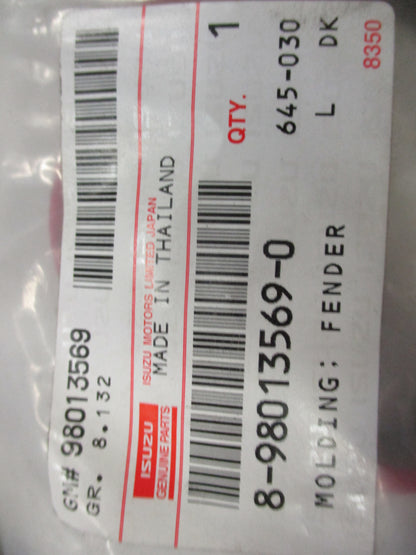 GM# 98013569
GR. 8.132
ISUZU
GENUINE PARTS
ISUZU MOTORS LIMITED JAPAN
MADE IN THAILAND
QTY. 1
8-98013569-0
645-030
MOLDING; FENDER L DK
8350